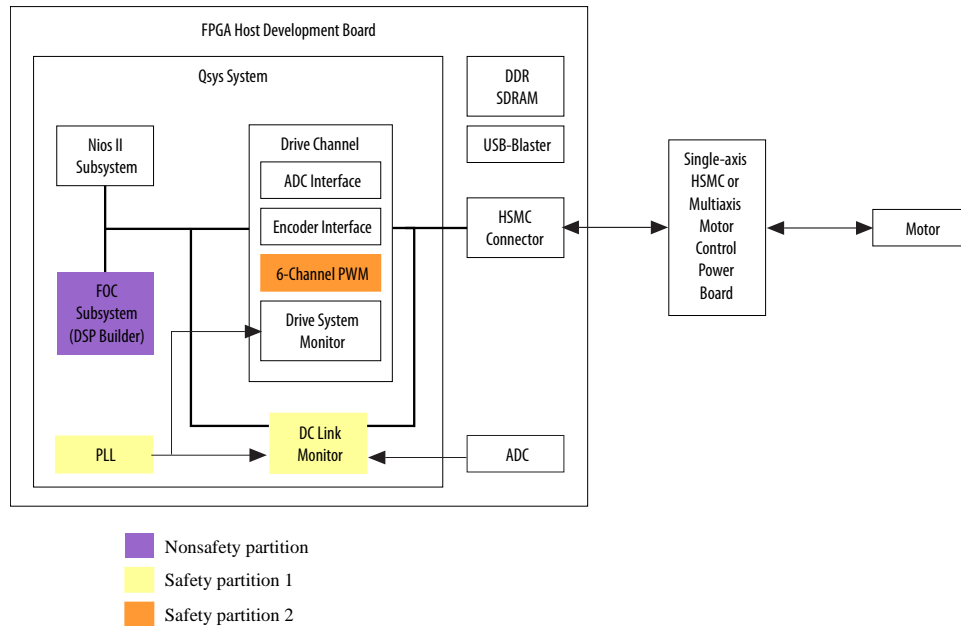 FPGA Host Development Board
Qsys System
DDR
SDRAM
USB-Blaster
Nios II
Subsystem
Drive Channel
ADC Interface
Encoder Interface
6-Channel PWM
Drive System
Monitor
HSMC
Connector
Single-axis
HSMC or
Multiaxis
Motor
Control
Power
Board
Motor
FOC
Subsystem
(DSP Builder)
PLL
DC Link
Monitor
ADC
Nonsafety partition
Safety partition 1
Safety partition 2